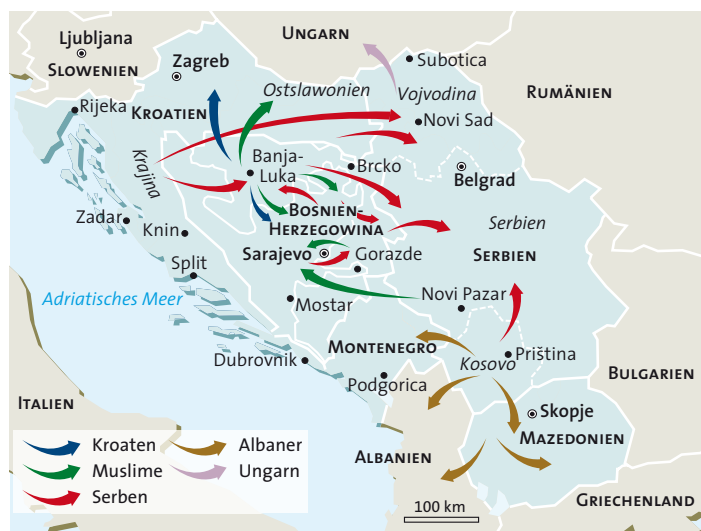 UNGARN
Ljubljana
SLOWENIEN
Zagreb
Subotica
Ostslawonien
Vojvodina
RUMÄNIEN
Rijeka
KROATIEN
Novi Sad
Krajina
Banja-
Luka
Brcko
Belgrad
BOSNIEN-
HERZEGOWINA
Serbien
SERBIEN
Zadar
Knin
Sarajevo
Gorazde
Split
Adriatisches Meer
Mostar
Novi Pazar
Dubrovnik
MONTENEGRO
Kosovo
Priština
Podgorica
BULGARIEN
ITALIEN
Skopje
MAZEDONIEN
ALBANIEN
GRIECHENLAND
Kroaten
Albaner
Muslime
Ungarn
Serben
100 km